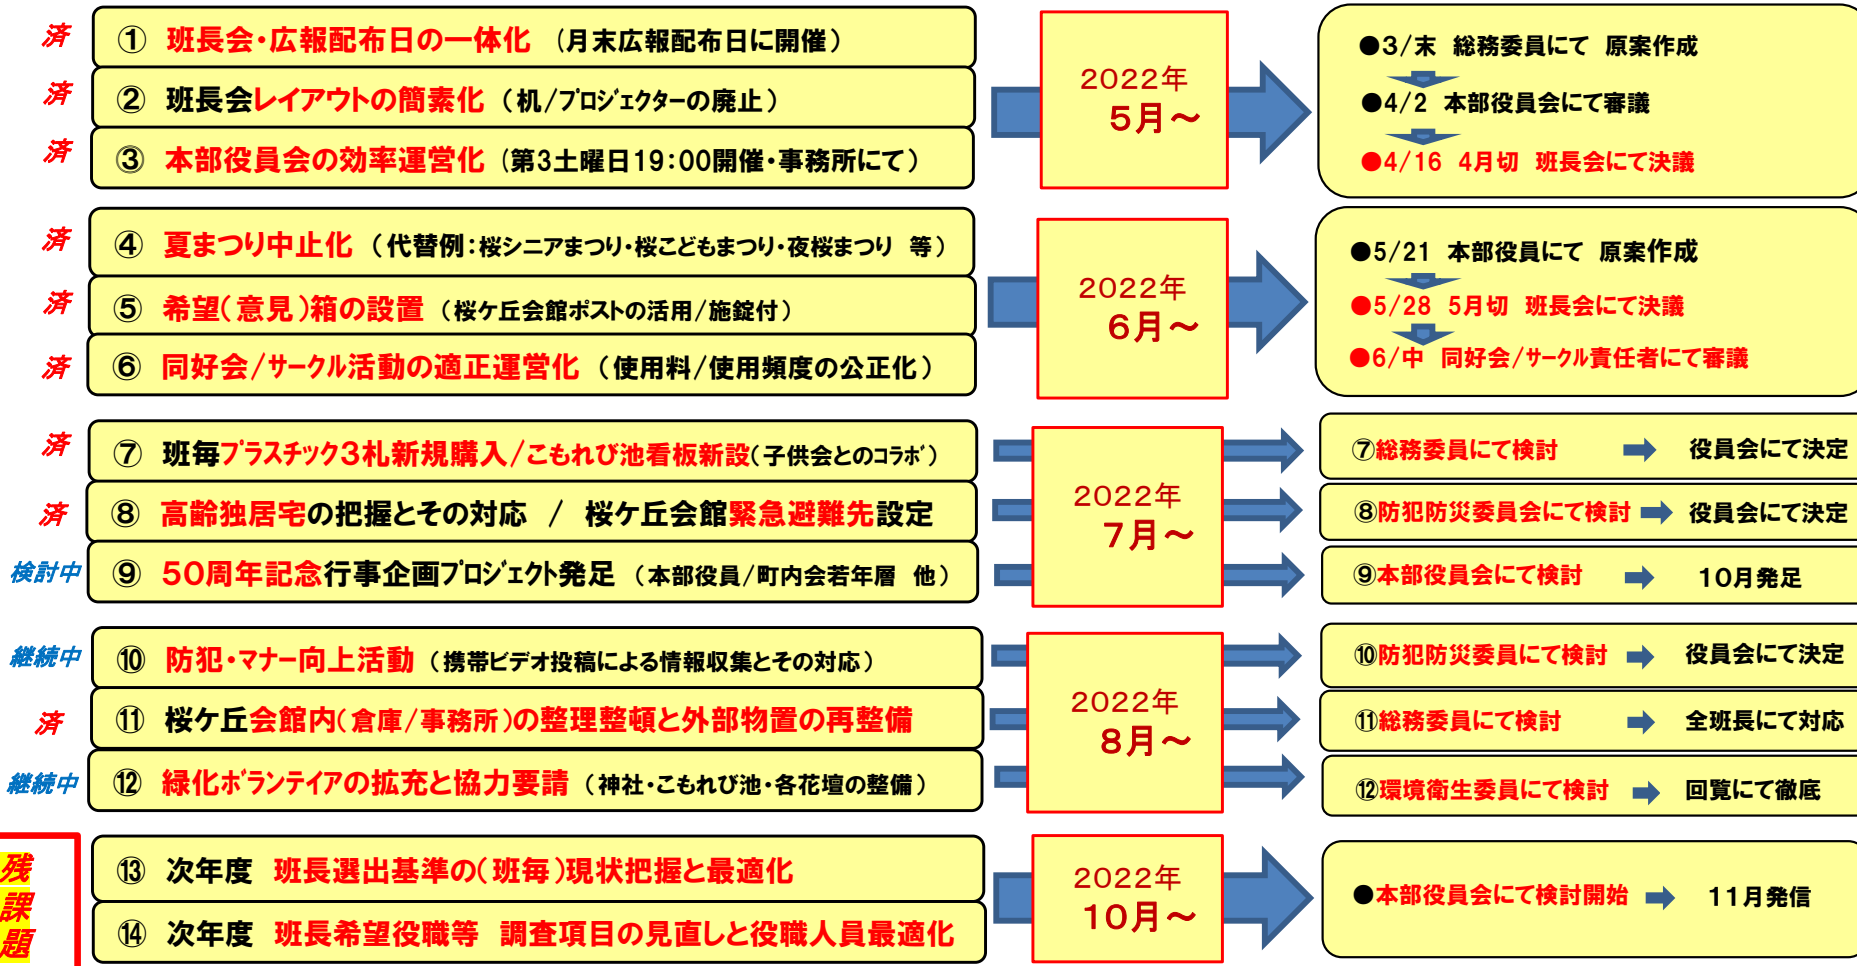 済 ① 班長会・広報配布日の一体化 （月末広報配布日に開催）
済 ② 班長会レイアウトの簡素化 （机/プロジェクターの廃止）
済 ③ 本部役員会の効率運営化 （第3土曜日19:00開催・事務所にて）
2022年
5月～
●3/末 総務委員にて 原案作成
●4/2 本部役員会にて審議
●4/16 4月切 班長会にて決議
済 ④ 夏まつり中止化 （代替例：桜シニアまつり・桜こどもまつり・夜桜まつり 等）
済 ⑤ 希望（意見）箱の設置 （桜ケ丘会館ポストの活用/施錠付）
済 ⑥ 同好会/サークル活動の適正運営化 （使用料/使用頻度の公正化）
2022年
6月～
●5/21 本部役員にて 原案作成
●5/28 5月切 班長会にて決議
●6/中 同好会/サークル責任者にて審議
済 ⑦ 班毎プラスチック3札新規購入/こもれび池看板新設（子供会とのコラボ）
済 ⑧ 高齢独居宅の把握とその対応 / 桜ケ丘会館緊急避難先設定
検討中 ⑨ 50周年記念行事企画プロジェクト発足 （本部役員/町内会若年層 他）
2022年
7月～
⑦総務委員にて検討 役員会にて決定
⑧防犯防災委員会にて検討 役員会にて決定
⑨本部役員会にて検討 10月発足
継続中 ⑩ 防犯・マナー向上活動 （携帯ビデオ投稿による情報収集とその対応）
済 ⑪ 桜ケ丘会館内（倉庫/事務所）の整理整頓と外部物置の再整備
継続中 ⑫ 緑化ボランテイアの拡充と協力要請 （神社・こもれび池・各花壇の整備）
2022年
8月～
⑩防犯防災委員にて検討 役員会にて決定
⑪総務委員にて検討 全班長にて対応
⑫環境衛生委員にて検討 回覧にて徹底
残課題
⑬ 次年度 班長選出基準の（班毎）現状把握と最適化
⑭ 次年度 班長希望役職等 調査項目の見直しと役職人員最適化
2022年
10月～
●本部役員会にて検討開始 11月発信